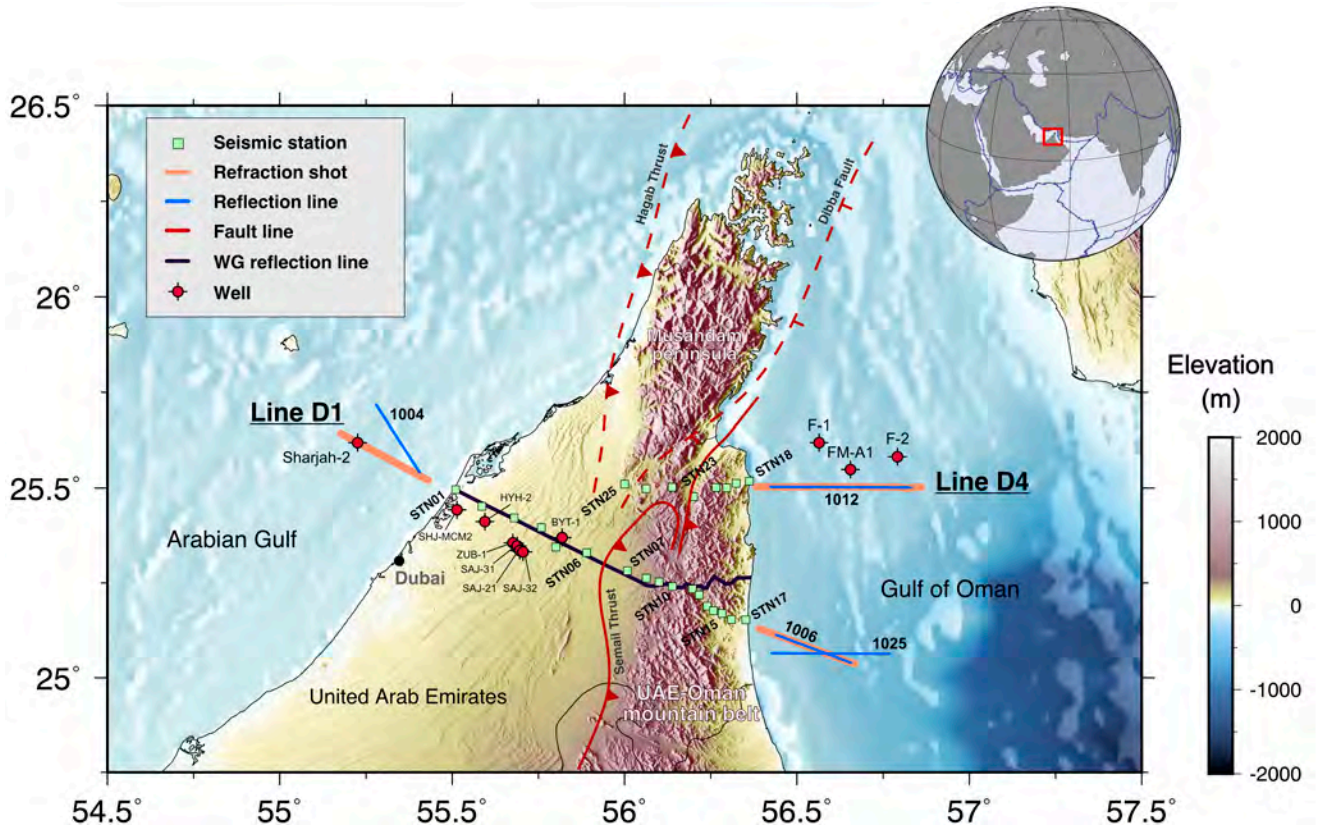 26.5°
26°
25.5°
25°
54.5°
55°
55.5°
56°
56.5°
57°
57.5°
Seismic station
Refraction shot
Reflection line
Fault line
WG reflection line
Well
Hagab Thrust
Dibba Fault
Musandam
peninsula
Line D1
1004
Sharjah-2
STN01
SHJ-MCM2
HYH-2
BYT-1
ZUB-1
SAJ-31
SAJ-21
SAJ-32
STN06
STN25
STN23
STN18
STN07
STN10
STN15
STN17
F-1
FM-A1
F-2
1012
Line D4
Arabian Gulf
Dubai
Gulf of Oman
1006
1025
Semail Thrust
United Arab Emirates
UAE-Oman
mountain belt
Elevation
(m)
2000
1000
0
-1000
-2000